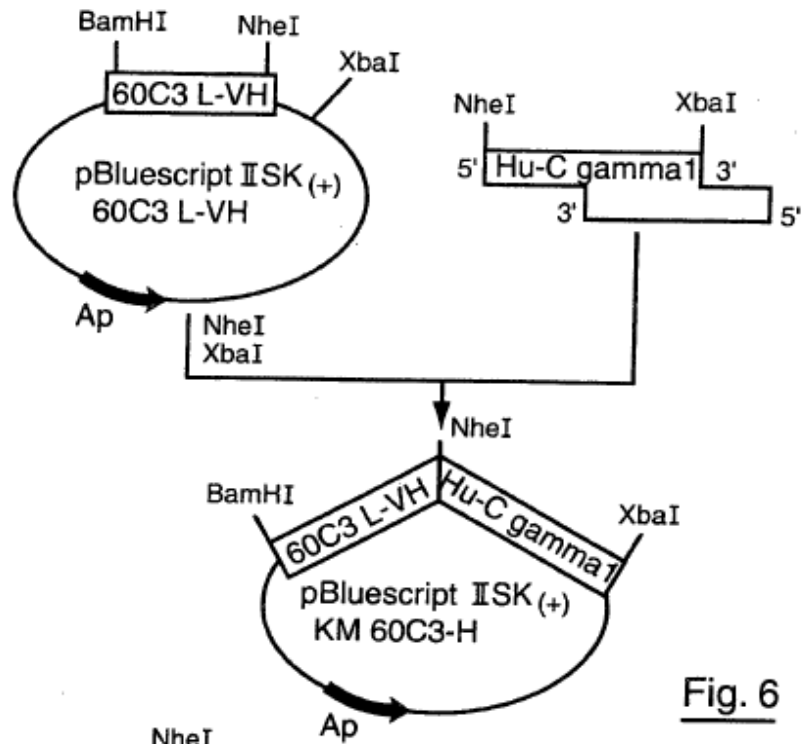 BamHI NheI
XbaI
60C3 L-VH
pBluescript IISK(+)
60C3 L-VH
Ap
NheI
XbaI
NheI XbaI
5' Hu-C gamma1 3'
3' 5'
NheI
BamHI
60C3 L-VH
Hu-C gamma1
XbaI
pBluescript IISK(+)
KM 60C3-H
Ap
Fig. 6
NheI